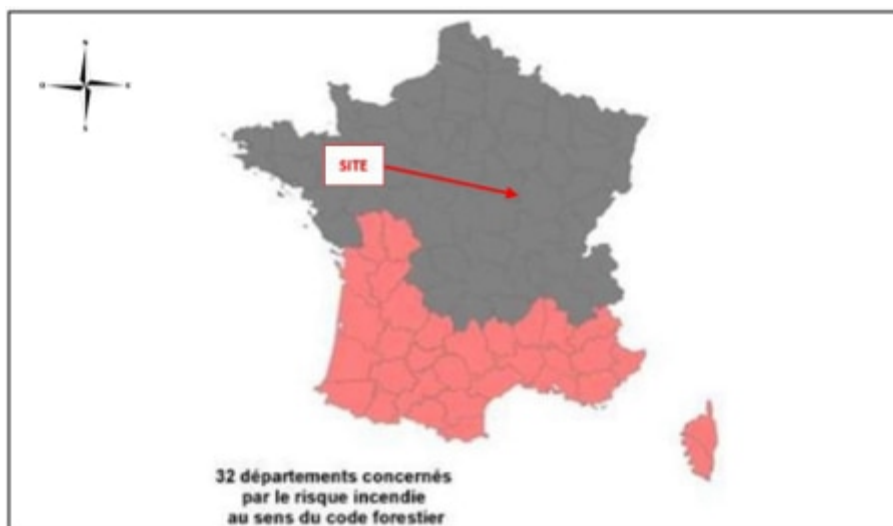 SITE
32 départements concernés
par le risque incendie
au sens du code forestier